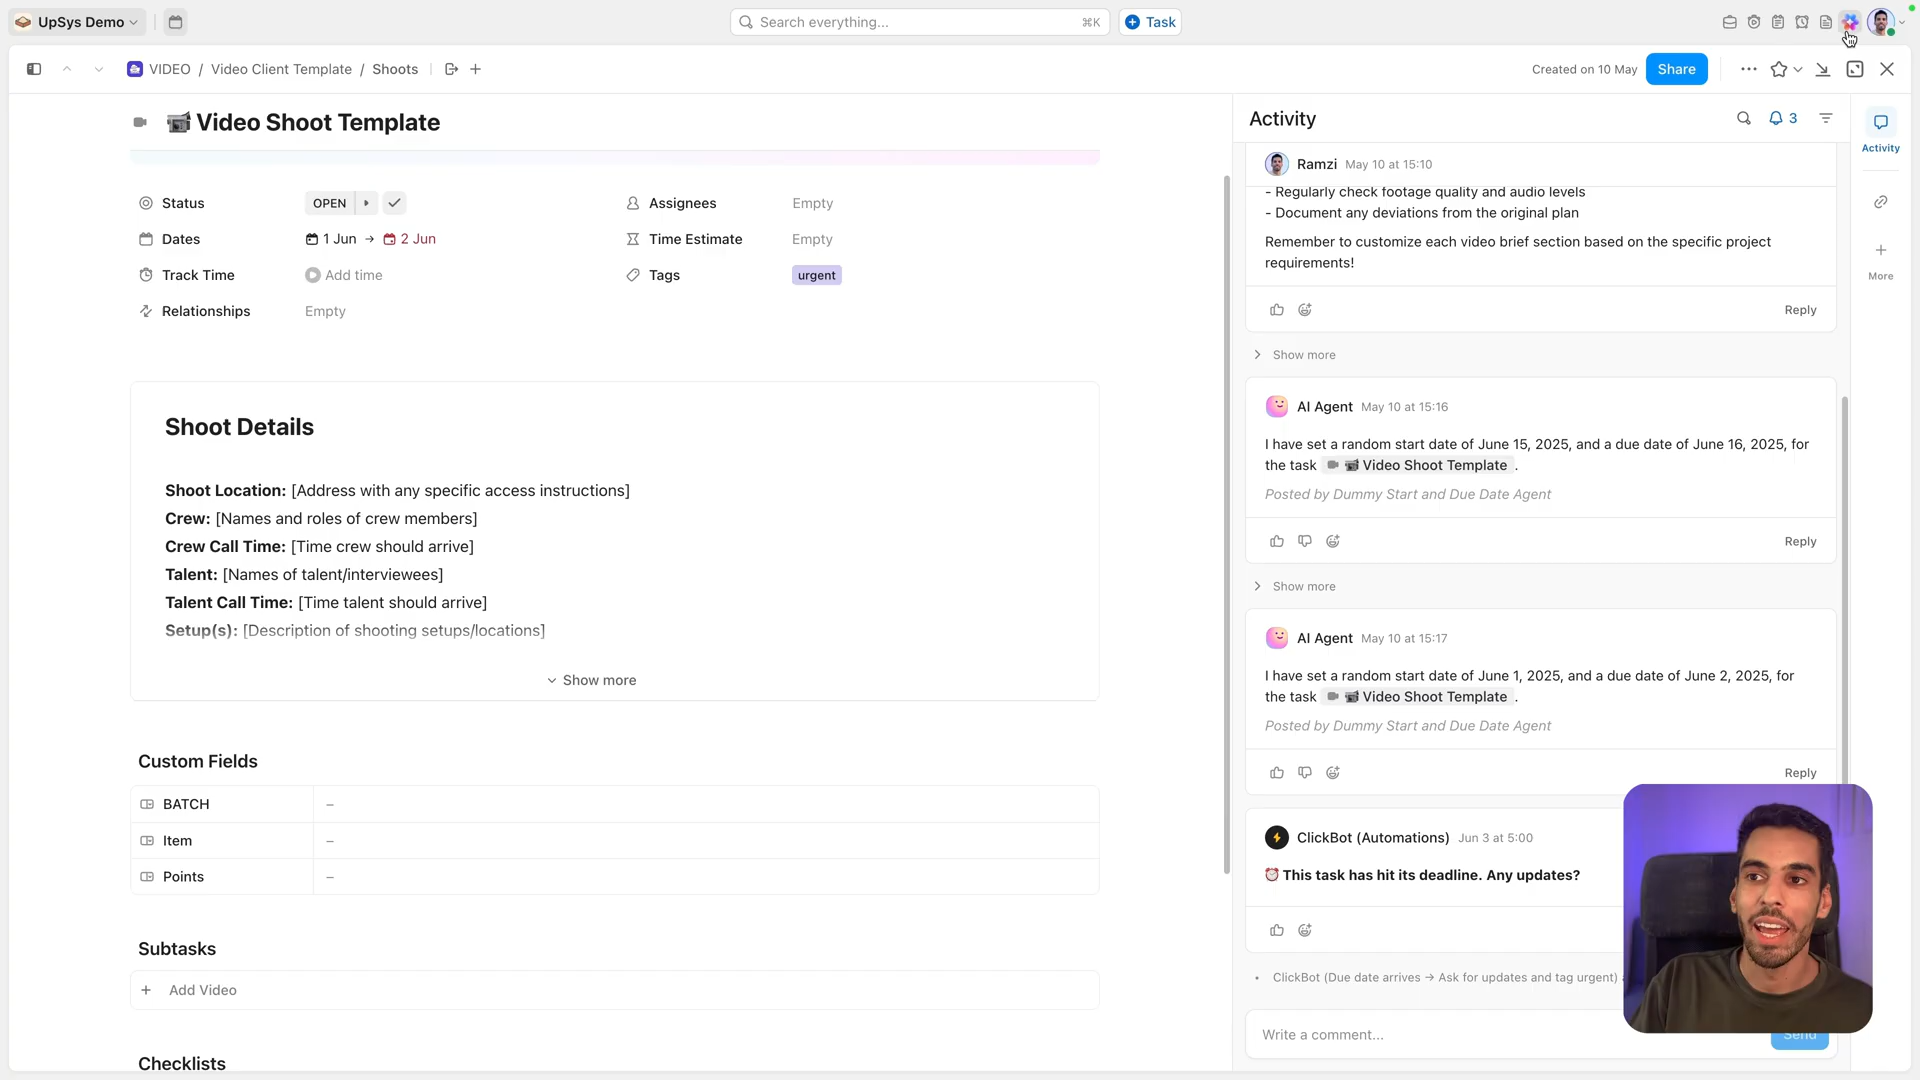 UpSys Demo
Search everything...
⌘K
Task
VIDEO / Video Client Template / Shoots
Created on 10 May
Share
Video Shoot Template
Status
OPEN
Assignees
Empty
Dates
1 Jun → 2 Jun
Time Estimate
Empty
Track Time
Add time
Tags
urgent
Relationships
Empty
Shoot Details
Shoot Location: [Address with any specific access instructions]
Crew: [Names and roles of crew members]
Crew Call Time: [Time crew should arrive]
Talent: [Names of talent/interviewees]
Talent Call Time: [Time talent should arrive]
Setup(s): [Description of shooting setups/locations]
Show more
Custom Fields
BATCH –
Item –
Points –
Subtasks
+ Add Video
Checklists
Activity
3
Ramzi May 10 at 15:10
- Regularly check footage quality and audio levels
- Document any deviations from the original plan
Remember to customize each video brief section based on the specific project
requirements!
Reply
Show more
AI Agent May 10 at 15:16
I have set a random start date of June 15, 2025, and a due date of June 16, 2025, for
the task Video Shoot Template .
Posted by Dummy Start and Due Date Agent
Reply
Show more
AI Agent May 10 at 15:17
I have set a random start date of June 1, 2025, and a due date of June 2, 2025, for
the task Video Shoot Template .
Posted by Dummy Start and Due Date Agent
Reply
ClickBot (Automations) Jun 3 at 5:00
This task has hit its deadline. Any updates?
ClickBot (Due date arrives → Ask for updates and tag urgent)
Write a comment...
Send
Activity
More